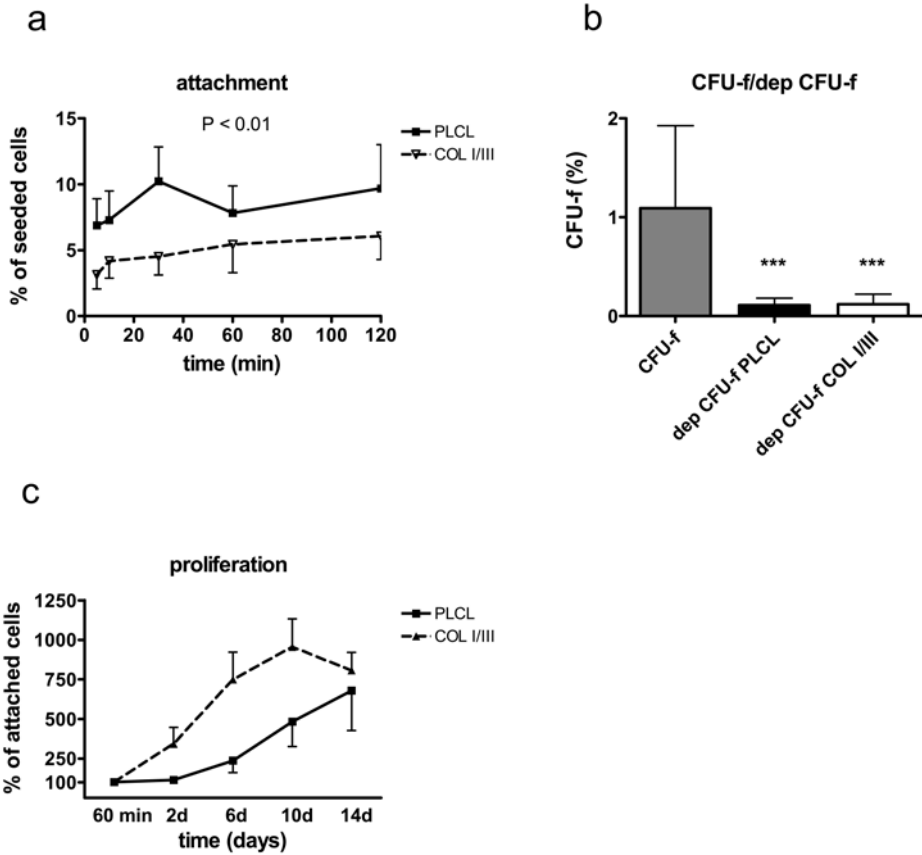 a
attachment
P < 0.01
PLCL
COL I/III
% of seeded cells
15
10
5
0
0 20 40 60 80 100 120
time (min)
b
CFU-f/dep CFU-f
CFU-f (%)
2
1
0
CFU-f
dep CFU-f PLCL
dep CFU-f COL I/III
***
***
c
proliferation
PLCL
COL I/III
% of attached cells
1250
1000
750
500
250
100
60 min 2d 6d 10d 14d
time (days)